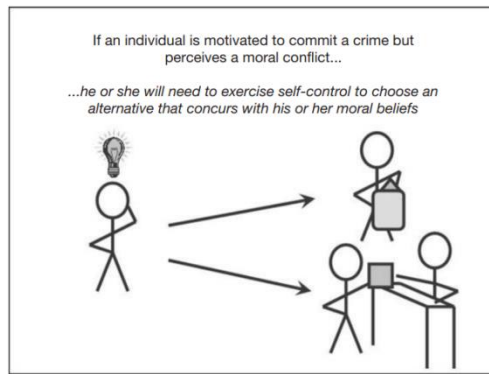 If an individual is motivated to commit a crime but
perceives a moral conflict...
...he or she will need to exercise self-control to choose an
alternative that concurs with his or her moral beliefs